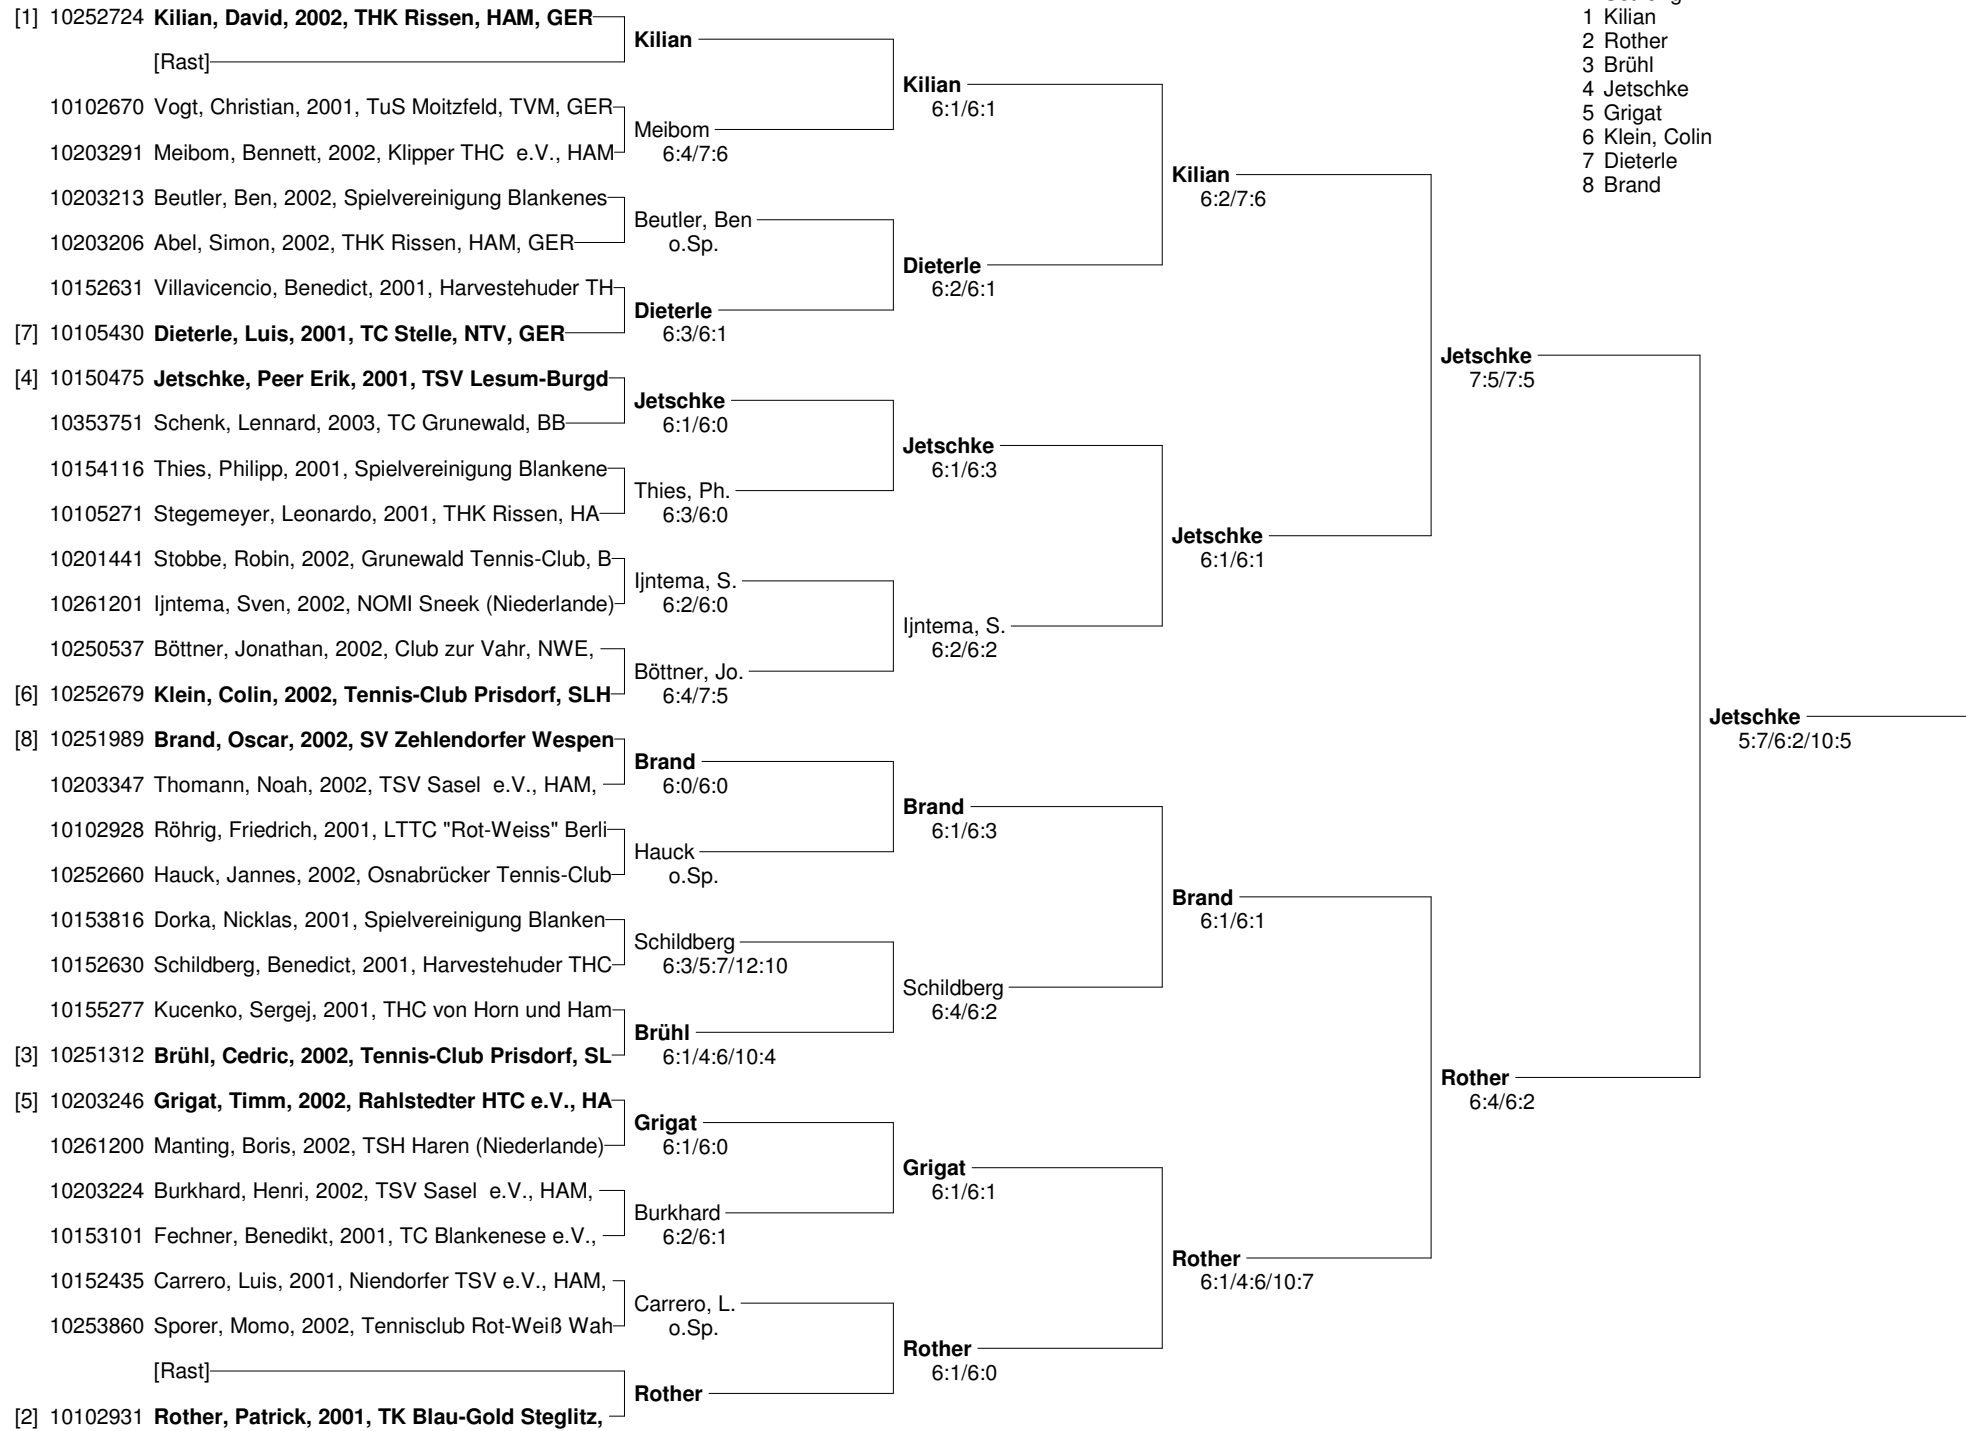 [1] 10252724 Kilian, David, 2002, THK Rissen, HAM, GER
[Rast]
10102670 Vogt, Christian, 2001, TuS Moitzfeld, TVM, GER
10203291 Meibom, Bennett, 2002, Klipper THC e.V., HAM
10203213 Beutler, Ben, 2002, Spielvereinigung Blankenes
10203206 Abel, Simon, 2002, THK Rissen, HAM, GER
10152631 Villavicencio, Benedict, 2001, Harvestehuder TH
[7] 10105430 Dieterle, Luis, 2001, TC Stelle, NTV, GER
[4] 10150475 Jetschke, Peer Erik, 2001, TSV Lesum-Burgd
10353751 Schenk, Lennard, 2003, TC Grunewald, BB
10154116 Thies, Philipp, 2001, Spielvereinigung Blankene
10105271 Stegemeyer, Leonardo, 2001, THK Rissen, HA
10201441 Stobbe, Robin, 2002, Grunewald Tennis-Club, B
10261201 Ijntema, Sven, 2002, NOMI Sneek (Niederlande)
10250537 Böttner, Jonathan, 2002, Club zur Vahr, NWE,
[6] 10252679 Klein, Colin, 2002, Tennis-Club Prisdorf, SLH
[8] 10251989 Brand, Oscar, 2002, SV Zehlendorfer Wespen
10203347 Thomann, Noah, 2002, TSV Sasel e.V., HAM,
10102928 Röhrig, Friedrich, 2001, LTTC "Rot-Weiss" Berli
10252660 Hauck, Jannes, 2002, Osnabrücker Tennis-Club
10153816 Dorka, Nicklas, 2001, Spielvereinigung Blanken
10152630 Schildberg, Benedict, 2001, Harvestehuder THC
10155277 Kucenko, Sergej, 2001, THC von Horn und Ham
[3] 10251312 Brühl, Cedric, 2002, Tennis-Club Prisdorf, SL
[5] 10203246 Grigat, Timm, 2002, Rahlstedter HTC e.V., HA
10261200 Manting, Boris, 2002, TSH Haren (Niederlande)
10203224 Burkhard, Henri, 2002, TSV Sasel e.V., HAM,
10153101 Fechner, Benedikt, 2001, TC Blankenese e.V.,
10152435 Carrero, Luis, 2001, Niendorfer TSV e.V., HAM,
10253860 Sporer, Momo, 2002, Tennisclub Rot-Weiß Wah
[Rast]
[2] 10102931 Rother, Patrick, 2001, TK Blau-Gold Steglitz,
Kilian
Meibom
6:4/7:6
Beutler, Ben
o.Sp.
Dieterle
6:3/6:1
Jetschke
6:1/6:0
Thies, Ph.
6:3/6:0
Ijntema, S.
6:2/6:0
Böttner, Jo.
6:4/7:5
Brand
6:0/6:0
Hauck
o.Sp.
Schildberg
6:3/5:7/12:10
Brühl
6:1/4:6/10:4
Grigat
6:1/6:0
Burkhard
6:2/6:1
Carrero, L.
o.Sp.
Rother
Kilian
6:1/6:1
Dieterle
6:2/6:1
Jetschke
6:1/6:3
Ijntema, S.
6:2/6:2
Brand
6:1/6:3
Schildberg
6:4/6:2
Grigat
6:1/6:1
Rother
6:1/6:0
Kilian
6:2/7:6
Jetschke
6:1/6:1
Brand
6:1/6:1
Rother
6:1/4:6/10:7
Jetschke
7:5/7:5
Rother
6:4/6:2
Jetschke
5:7/6:2/10:5
1 Kilian
2 Rother
3 Brühl
4 Jetschke
5 Grigat
6 Klein, Colin
7 Dieterle
8 Brand